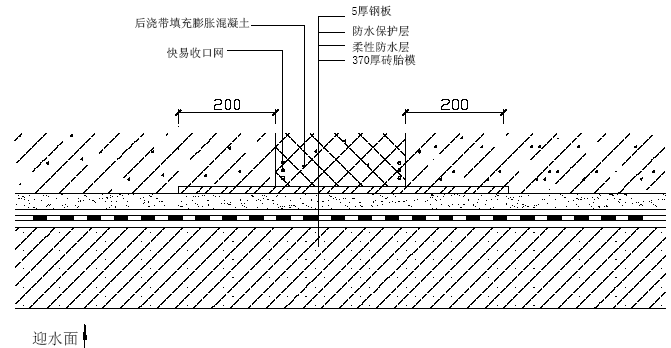 5厚钢板
后浇带填充膨胀混凝土
防水保护层
快易收口网
柔性防水层
370厚砖胎模
200
200
迎水面